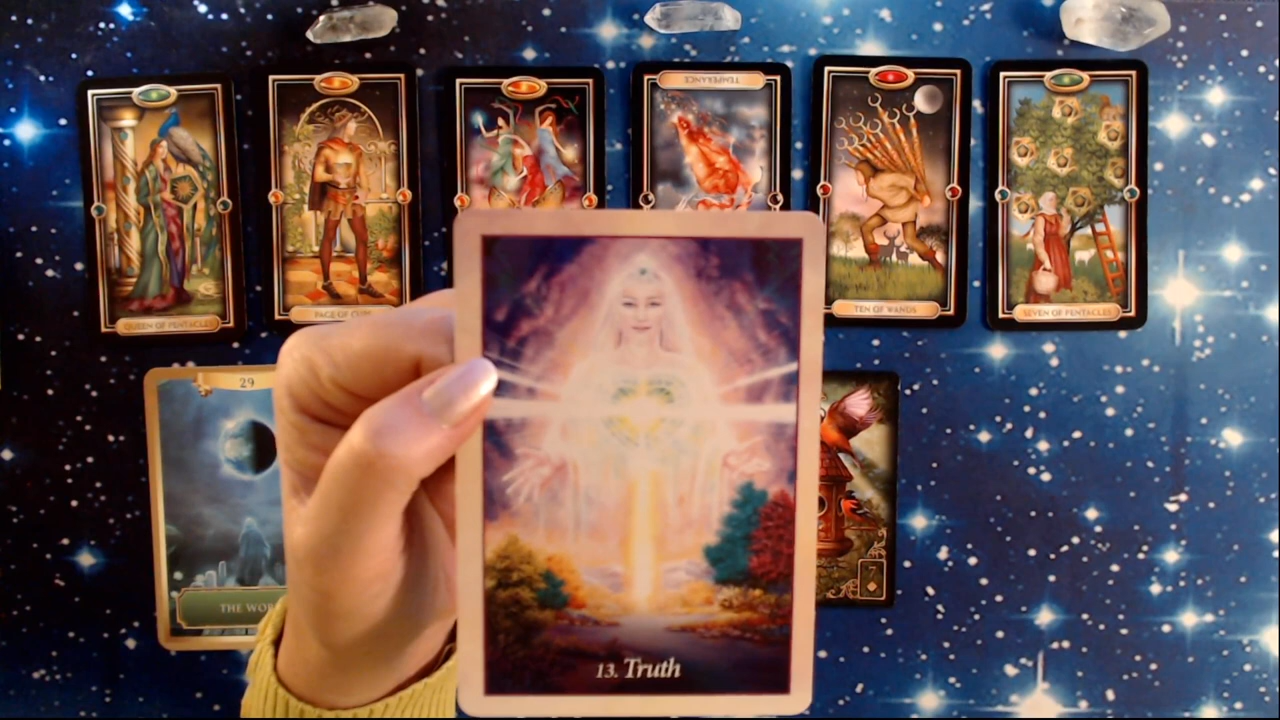 TEMPERANCE
QUEEN OF PENTACLES
PAGE OF CUPS
TEN OF WANDS
SEVEN OF PENTACLES
29
THE WOR
7
13. Truth